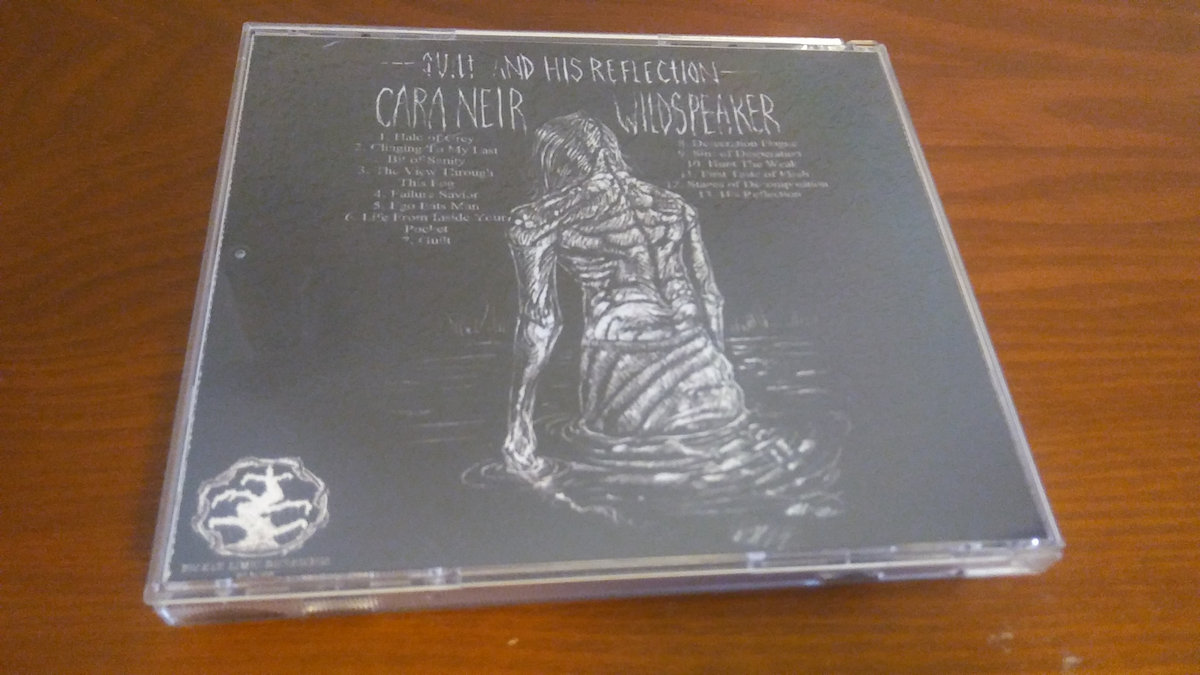 GUILT AND HIS REFLECTION
CARA NEIR
1. Halo of Grey
2. Clinging To My Last
Bit of Sanity
3. The View Through
This Fog
4. Failure Savior
5. Ego Eats Man
6. Life From Inside Your
Pocket
7. Guilt
WILDSPEAKER
8. Desecration
9. of Desperation
10. Hunt The Weak
11. First Taste of Flesh
12. Stages of Decomposition
13. His Reflection